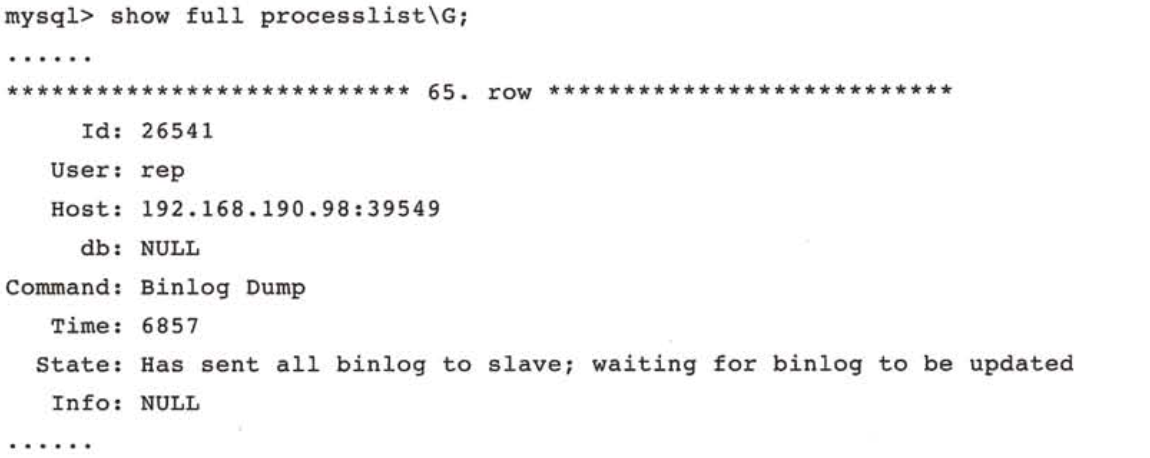 mysql> show full processlist\G;
......
*************************** 65. row ***************************
Id: 26541
User: rep
Host: 192.168.190.98:39549
db: NULL
Command: Binlog Dump
Time: 6857
State: Has sent all binlog to slave; waiting for binlog to be updated
Info: NULL
......